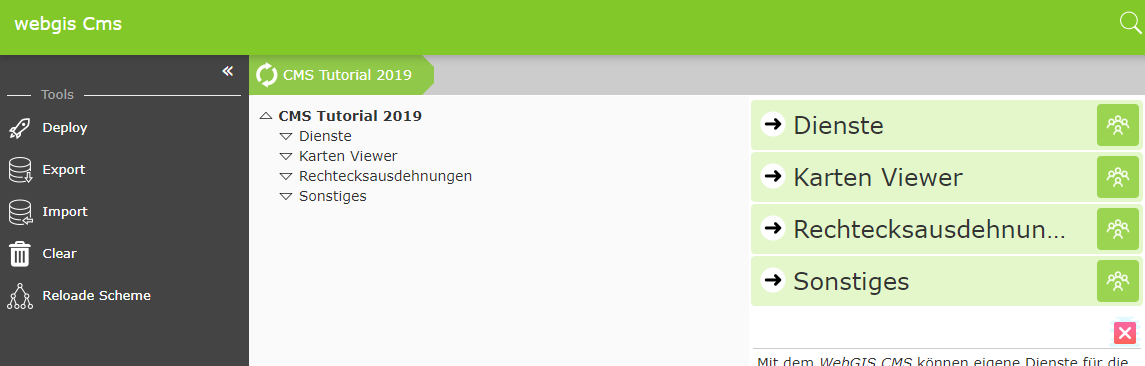 webgis Cms
Tools
Deploy
Export
Import
Clear
Reloade Scheme
CMS Tutorial 2019
CMS Tutorial 2019
Dienste
Karten Viewer
Rechtecksausdehnungen
Sonstiges
Dienste
Karten Viewer
Rechtecksausdehnun...
Sonstiges
Mit dem WebGIS CMS können eigene Dienste für die